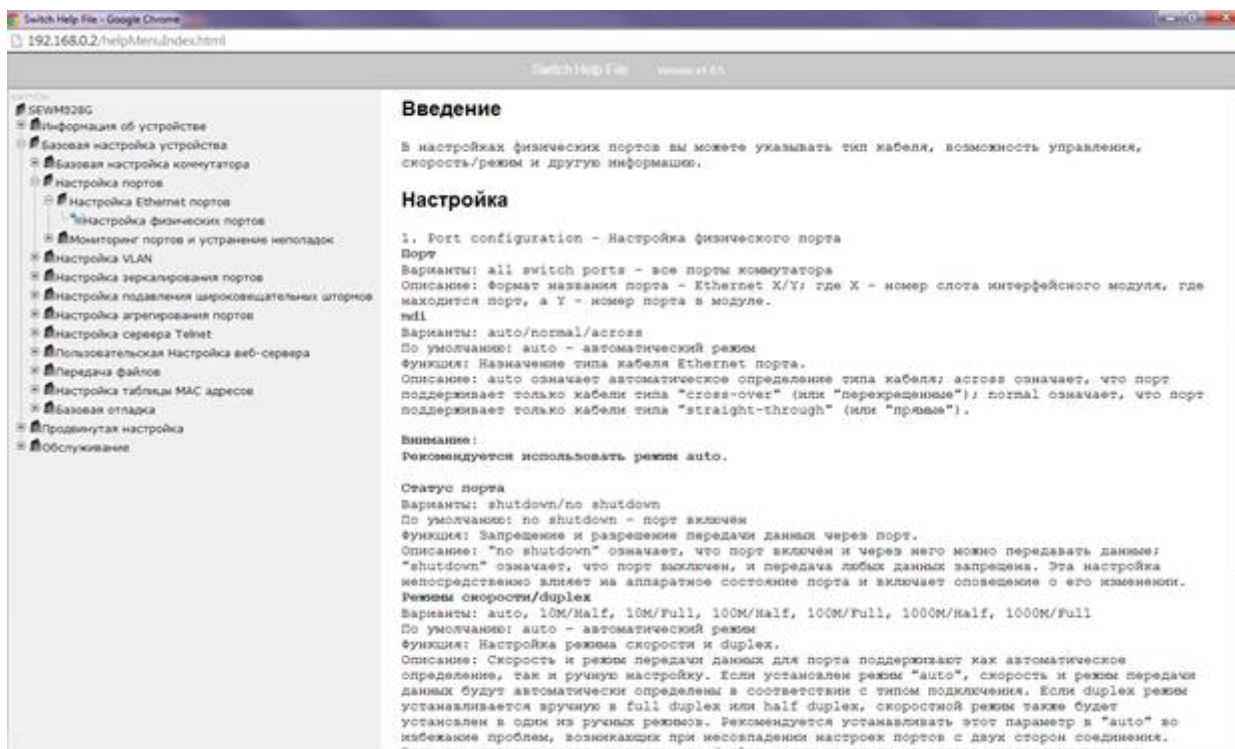 Switch Help File - Google Chrome
192.168.0.2/helpMenuIndex.html
Switch Help File
SEWM528G
Информация об устройстве
Базовая настройка устройства
Базовая настройка коммутатора
Настройка портов
Настройка Ethernet портов
Настройка физических портов
Мониторинг портов и устранение неполадок
Настройка VLAN
Настройка зеркалирования портов
Настройка подавления широковещательных штормов
Настройка агрегирования портов
Настройка сервера Telnet
Пользовательская Настройка веб-сервера
Передача файлов
Настройка таблицы MAC адресов
Базовая отладка
Продвинутая настройка
Обслуживание
Введение
В настройках физических портов вы можете указывать тип кабеля, возможность управления,
скорость/режим и другую информацию.
Настройка
1. Port configuration - Настройка физического порта
Порт
Варианты: all switch ports - все порты коммутатора
Описание: Формат названия порта - Ethernet X/Y; где X - номер слота интерфейсного модуля, где
находится порт, а Y - номер порта в модуле.
mdi
Варианты: auto/normal/across
По умолчанию: auto - автоматический режим
Функция: Назначение типа кабеля Ethernet порта.
Описание: auto означает автоматическое определение типа кабеля; across означает, что порт
поддерживает только кабели типа "cross-over" (или "перекрещенные"); normal означает, что порт
поддерживает только кабели типа "straight-through" (или "прямые").
Внимание:
Рекомендуется использовать режим auto.
Статус порта
Варианты: shutdown/no shutdown
По умолчанию: no shutdown - порт включён
Функция: Запрещение и разрешение передачи данных через порт.
Описание: "no shutdown" означает, что порт включён и через него можно передавать данные;
"shutdown" означает, что порт выключен, и передача любых данных запрещена. Эта настройка
непосредственно влияет на аппаратное состояние порта и включает оповещение о его изменении.
Режимы скорости/duplex
Варианты: auto, 10M/Half, 10M/Full, 100M/Half, 100M/Full, 1000M/Half, 1000M/Full
По умолчанию: auto - автоматический режим
Функция: Настройка режима скорости и duplex.
Описание: Скорость и режим передачи данных для порта поддерживают как автоматическое
определение, так и ручную настройку. Если установлен режим "auto", скорость и режим передачи
данных будут автоматически определены в соответствии с типом подключения. Если duplex режим
устанавливается вручную в full duplex или half duplex, скоростной режим также будет
установлен в один из ручных режимов. Рекомендуется устанавливать этот параметр в "auto" во
избежание проблем, возникающих при несовпадении настроек портов с двух сторон соединения.